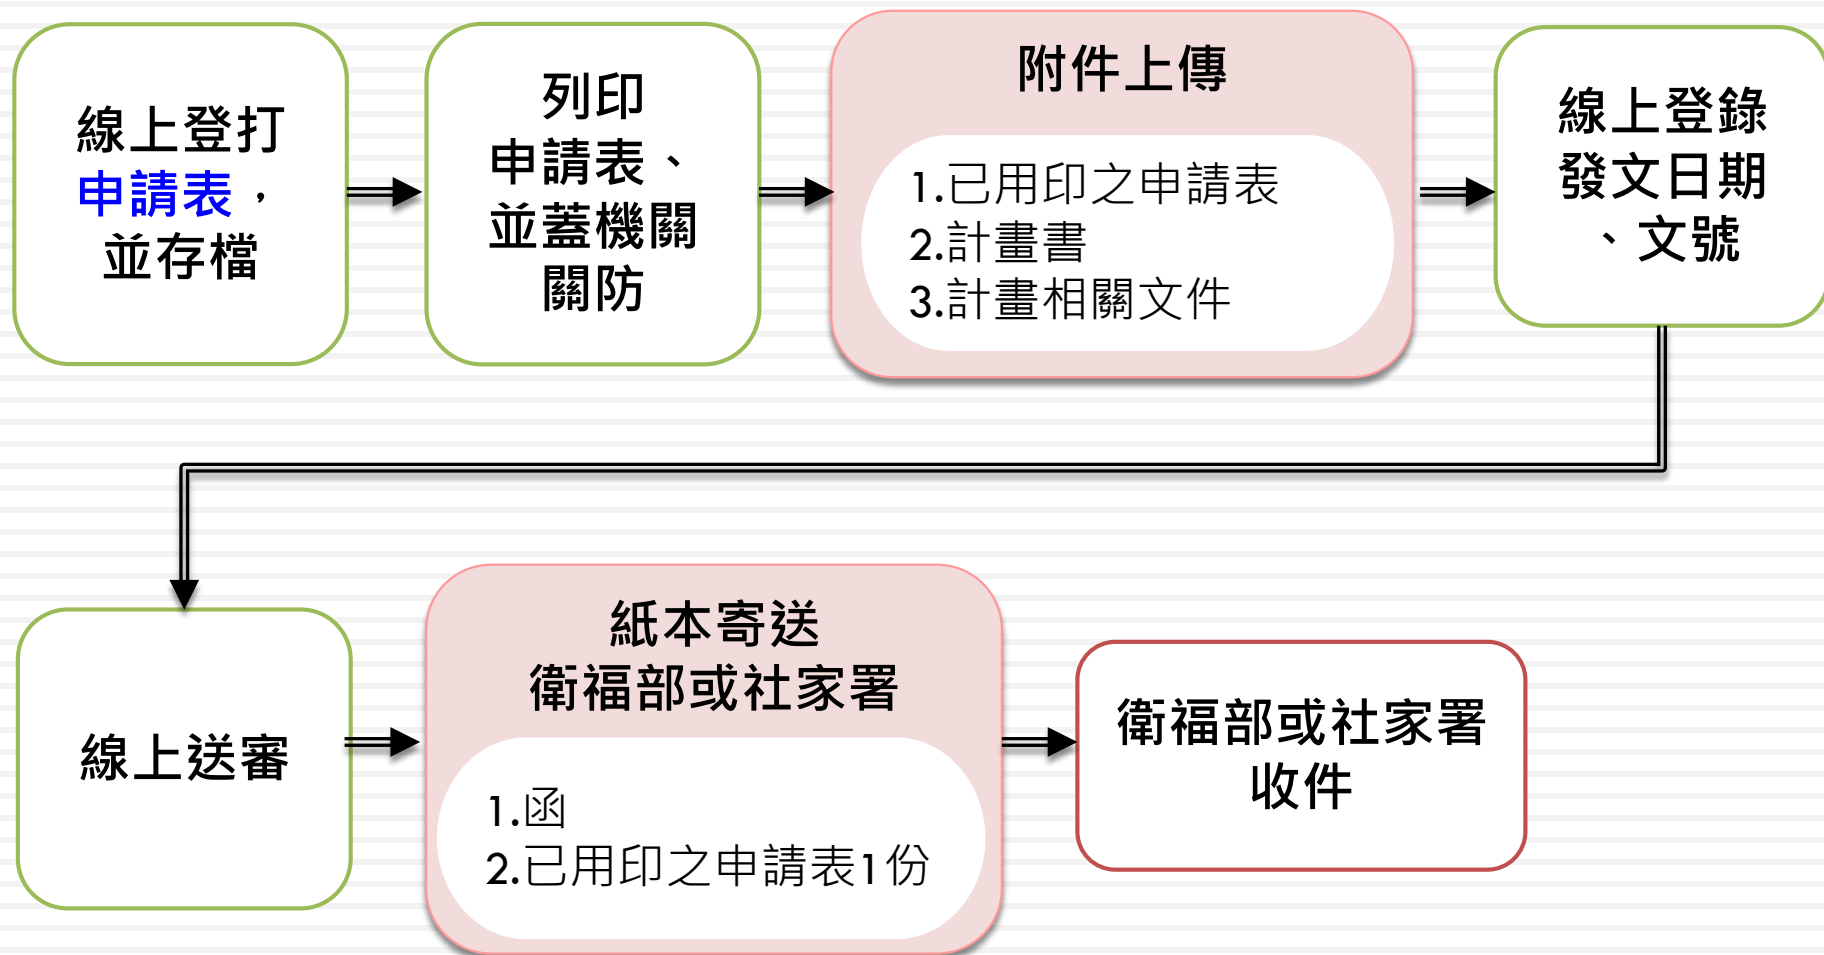 線上登打
申請表，
並存檔
列印
申請表、
並蓋機關
關防
附件上傳
1.已用印之申請表
2.計畫書
3.計畫相關文件
線上登錄
發文日期
、文號
線上送審
紙本寄送
衛福部或社家署
1.函
2.已用印之申請表1份
衛福部或社家署
收件